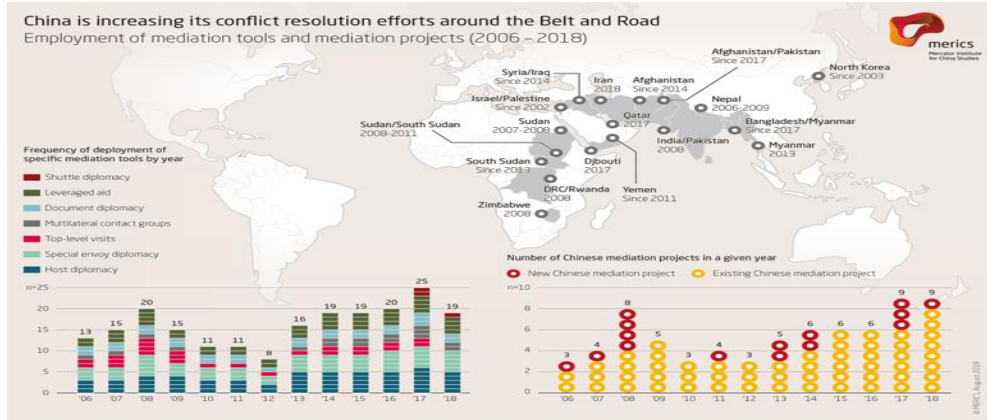 China is increasing its conflict resolution efforts around the Belt and Road
Employment of mediation tools and mediation projects (2006 – 2018)
merics
Mercator Institute
for China Studies
Afghanistan/Pakistan
Since 2017
North Korea
Since 2003
Syria/Iraq
Since 2014
Iran
2018
Afghanistan
Since 2014
Israel/Palestine
Since 2002
Nepal
2006-2009
Sudan/South Sudan
2008-2011
Sudan
2007-2008
Qatar
2017
Bangladesh/Myanmar
Since 2017
India/Pakistan
2008
Myanmar
2013
South Sudan
Since 2013
Djibouti
2017
DRC/Rwanda
2008
Yemen
Since 2011
Zimbabwe
2008
Frequency of deployment of
specific mediation tools by year
Shuttle diplomacy
Leveraged aid
Document diplomacy
Multilateral contact groups
Top-level visits
Special envoy diplomacy
Host diplomacy
n=25
20
15
10
5
0
13 15 20 15 11 11 8 16 19 19 20 25 19
'06 '07 '08 '09 '10 '11 '12 '13 '14 '15 '16 '17 '18
Number of Chinese mediation projects in a given year
New Chinese mediation project
Existing Chinese mediation project
n=10
8
6
4
2
0
3 4 8 5 3 4 3 5 6 6 6 9 9
'06 '07 '08 '09 '10 '11 '12 '13 '14 '15 '16 '17 '18
© MERICS, August 2018